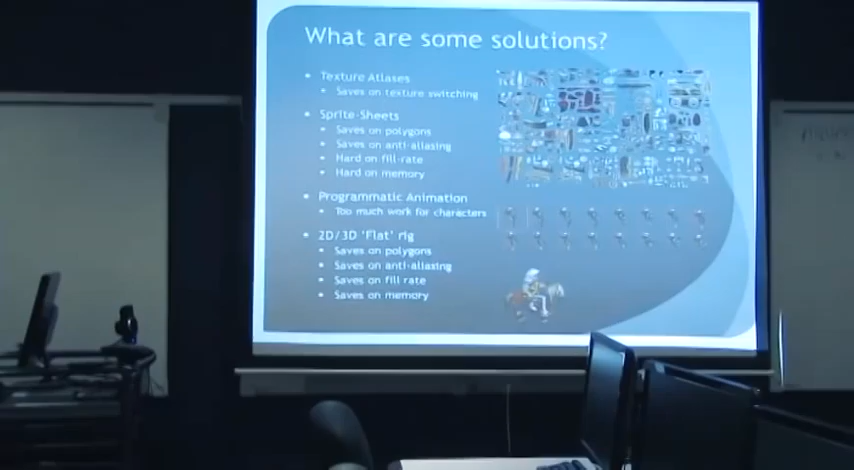 What are some solutions?
• Texture Atlases
• Saves on texture switching
• Sprite-Sheets
• Saves on polygons
• Saves on anti-aliasing
• Hard on fill-rate
• Hard on memory
• Programmatic Animation
• Too much work for characters
• 2D/3D 'Flat' rig
• Saves on polygons
• Saves on anti-aliasing
• Saves on fill rate
• Saves on memory